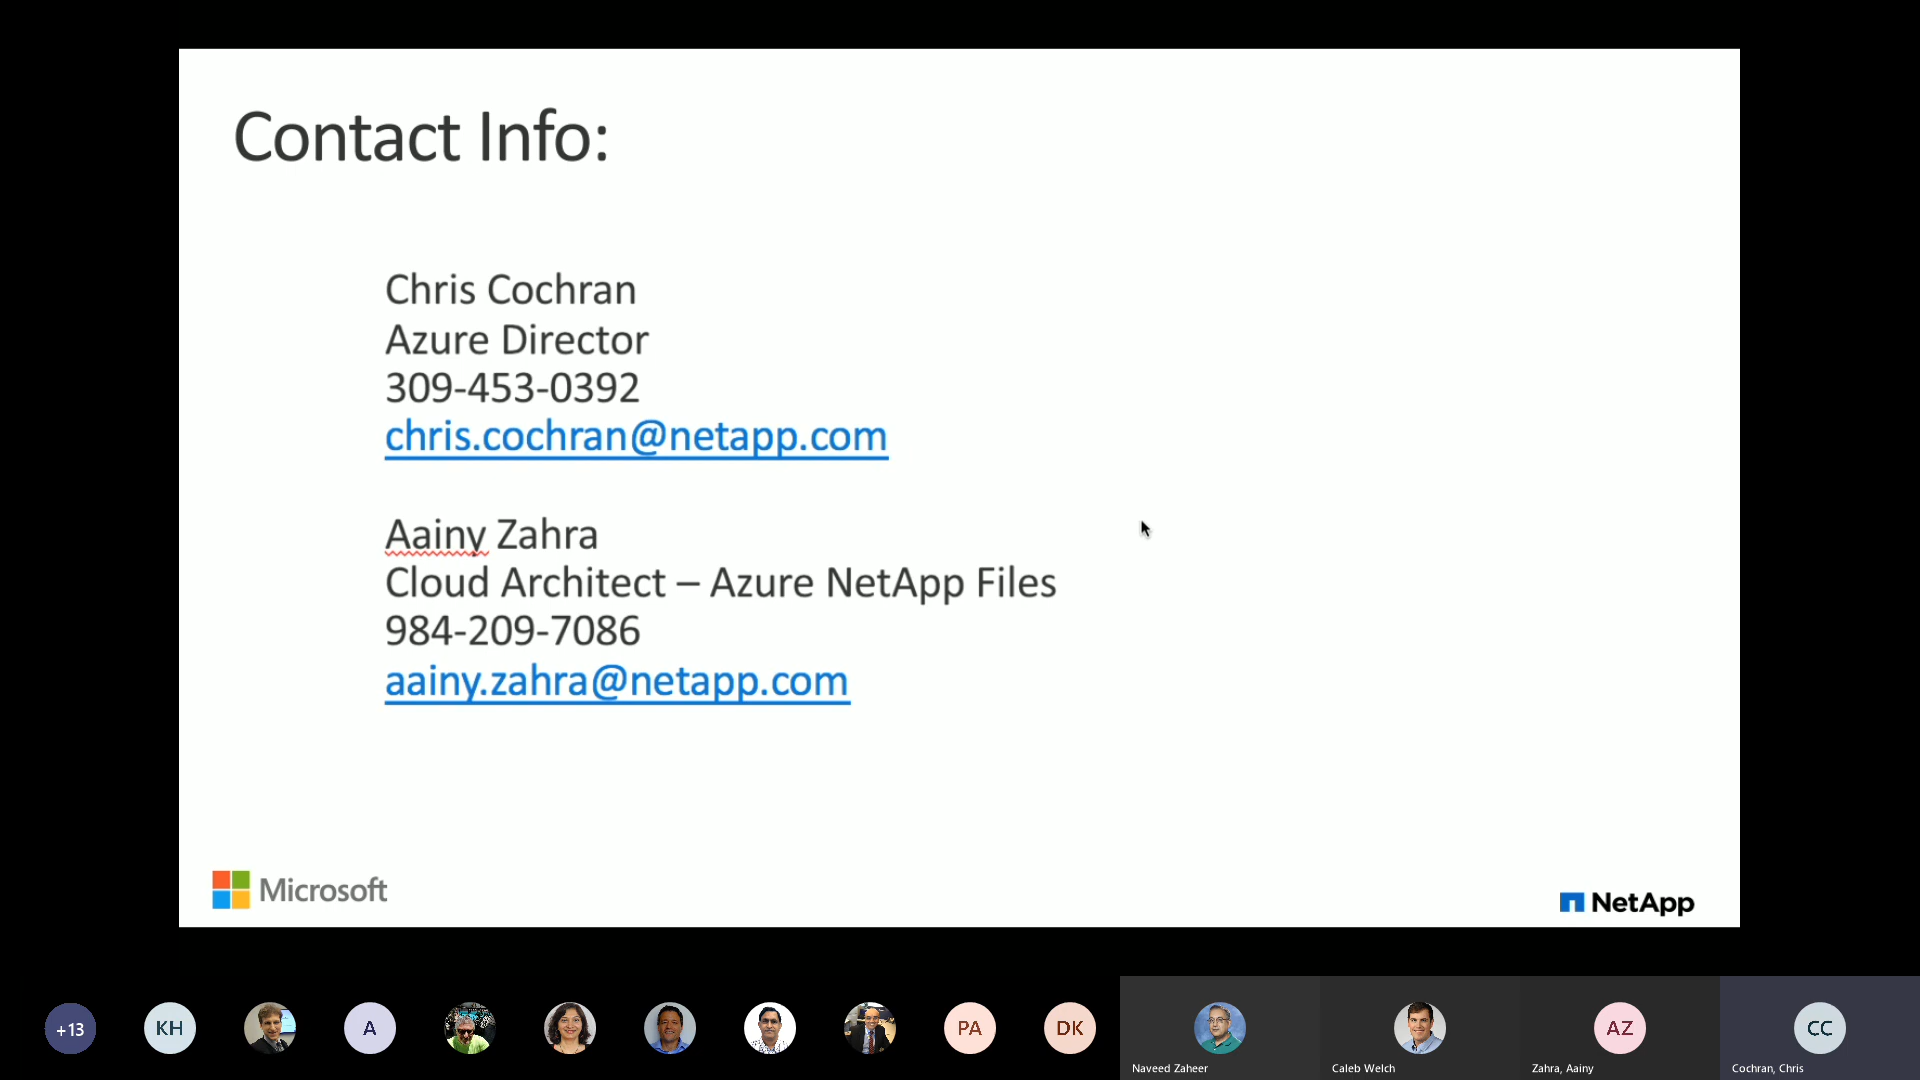 Contact Info:
Chris Cochran
Azure Director
309-453-0392
chris.cochran@netapp.com
Aainy Zahra
Cloud Architect – Azure NetApp Files
984-209-7086
aainy.zahra@netapp.com
Microsoft
NetApp
+13
KH
A
PA
DK
AZ
CC
Naveed Zaheer
Caleb Welch
Zahra, Aainy
Cochran, Chris